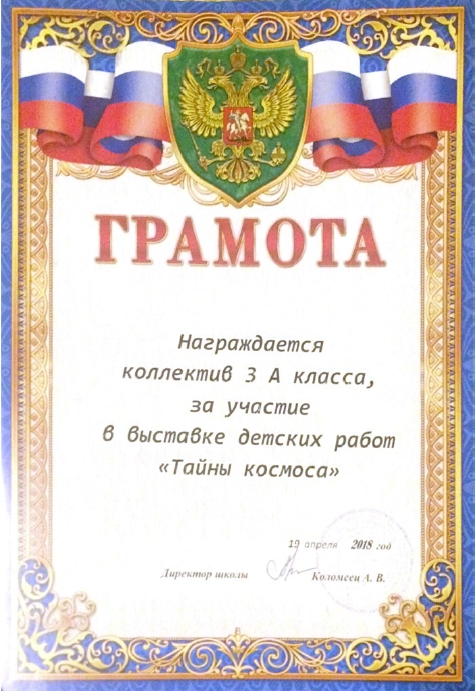 ГРАМОТА
Награждается
коллектив 3 А класса,
за участие
в выставке детских работ
«Тайны космоса»
19 апреля 2018 год
Директор школы Коломеец А. В.